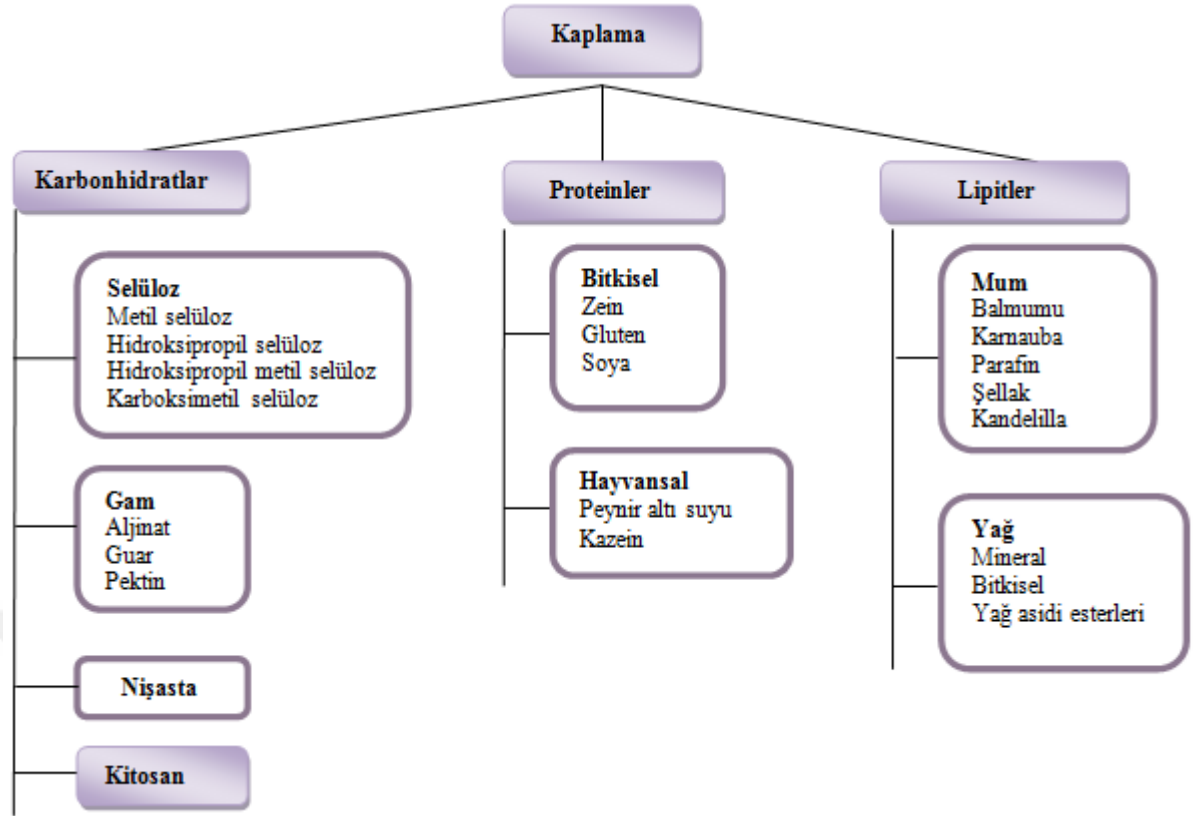 Kaplama
Karbonhidratlar
Selüloz
Metil selüloz
Hidroksipropil selüloz
Hidroksipropil metil selüloz
Karboksimetil selüloz
Gam
Aljinat
Guar
Pektin
Nişasta
Kitosan
Proteinler
Bitkisel
Zein
Gluten
Soya
Hayvansal
Peynir altı suyu
Kazein
Lipitler
Mum
Balmumu
Karnauba
Parafin
Şellak
Kandelilla
Yağ
Mineral
Bitkisel
Yağ asidi esterleri